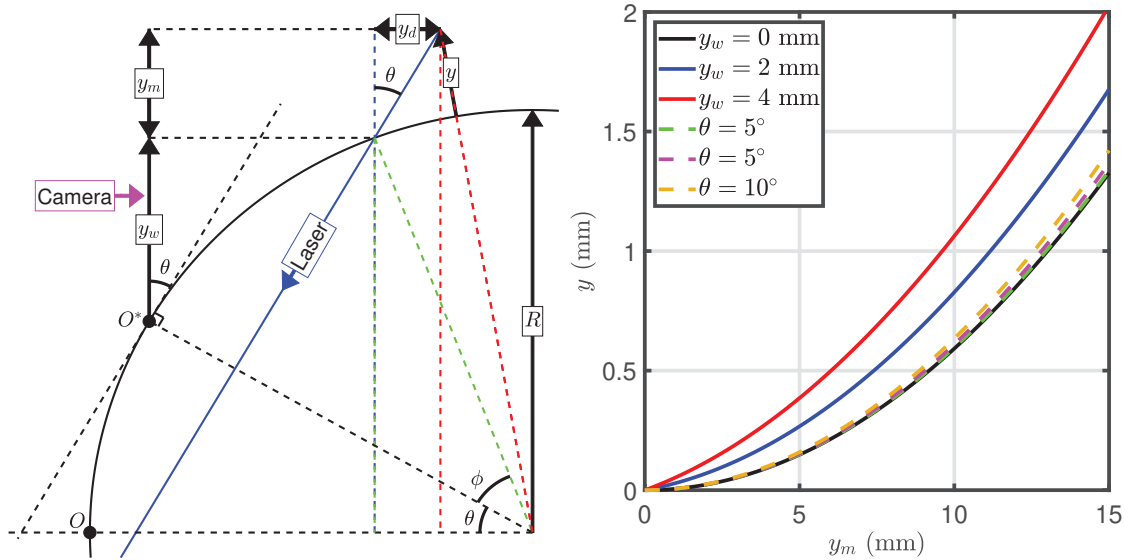 y_d
y_m
θ
y
Camera
y_w
θ
Laser
O*
R
ϕ
θ
O
2
1.5
1
0.5
0
y (mm)
y_w = 0 mm
y_w = 2 mm
y_w = 4 mm
θ = 5°
θ = 5°
θ = 10°
0
5
10
15
y_m (mm)